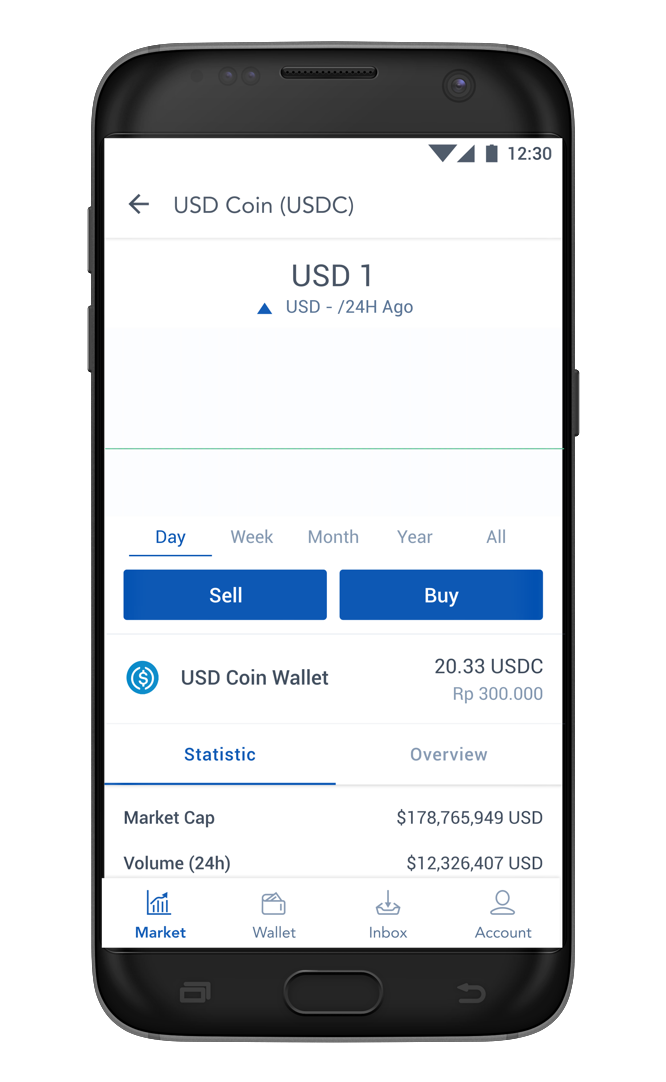 12:30
USD Coin (USDC)
USD 1
USD - /24H Ago
Day Week Month Year All
Sell Buy
USD Coin Wallet 20.33 USDC
Rp 300.000
Statistic Overview
Market Cap $178,765,949 USD
Volume (24h) $12,326,407 USD
Market Wallet Inbox Account